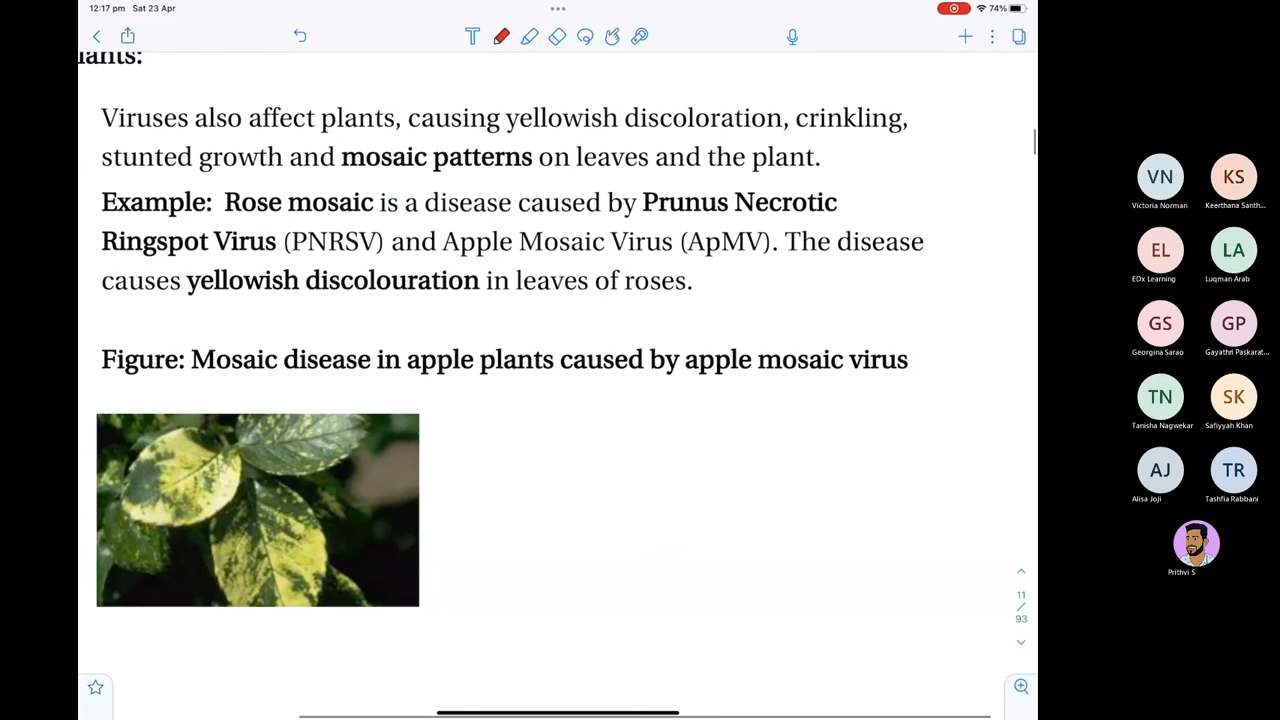 12:17 pm Sat 23 Apr
74%
lants:
Viruses also affect plants, causing yellowish discoloration, crinkling,
stunted growth and mosaic patterns on leaves and the plant.
Example: Rose mosaic is a disease caused by Prunus Necrotic
Ringspot Virus (PNRSV) and Apple Mosaic Virus (ApMV). The disease
causes yellowish discolouration in leaves of roses.
Figure: Mosaic disease in apple plants caused by apple mosaic virus
11
/
93
VN KS
Victoria Norman Keerthana Santh...
EL LA
EDx Learning Luqman Arab
GS GP
Georgina Sarao Gayathri Paskarat...
TN SK
Tanisha Nagwekar Safiyyah Khan
AJ TR
Alisa Joji Tashfia Rabbani
Prithvi S